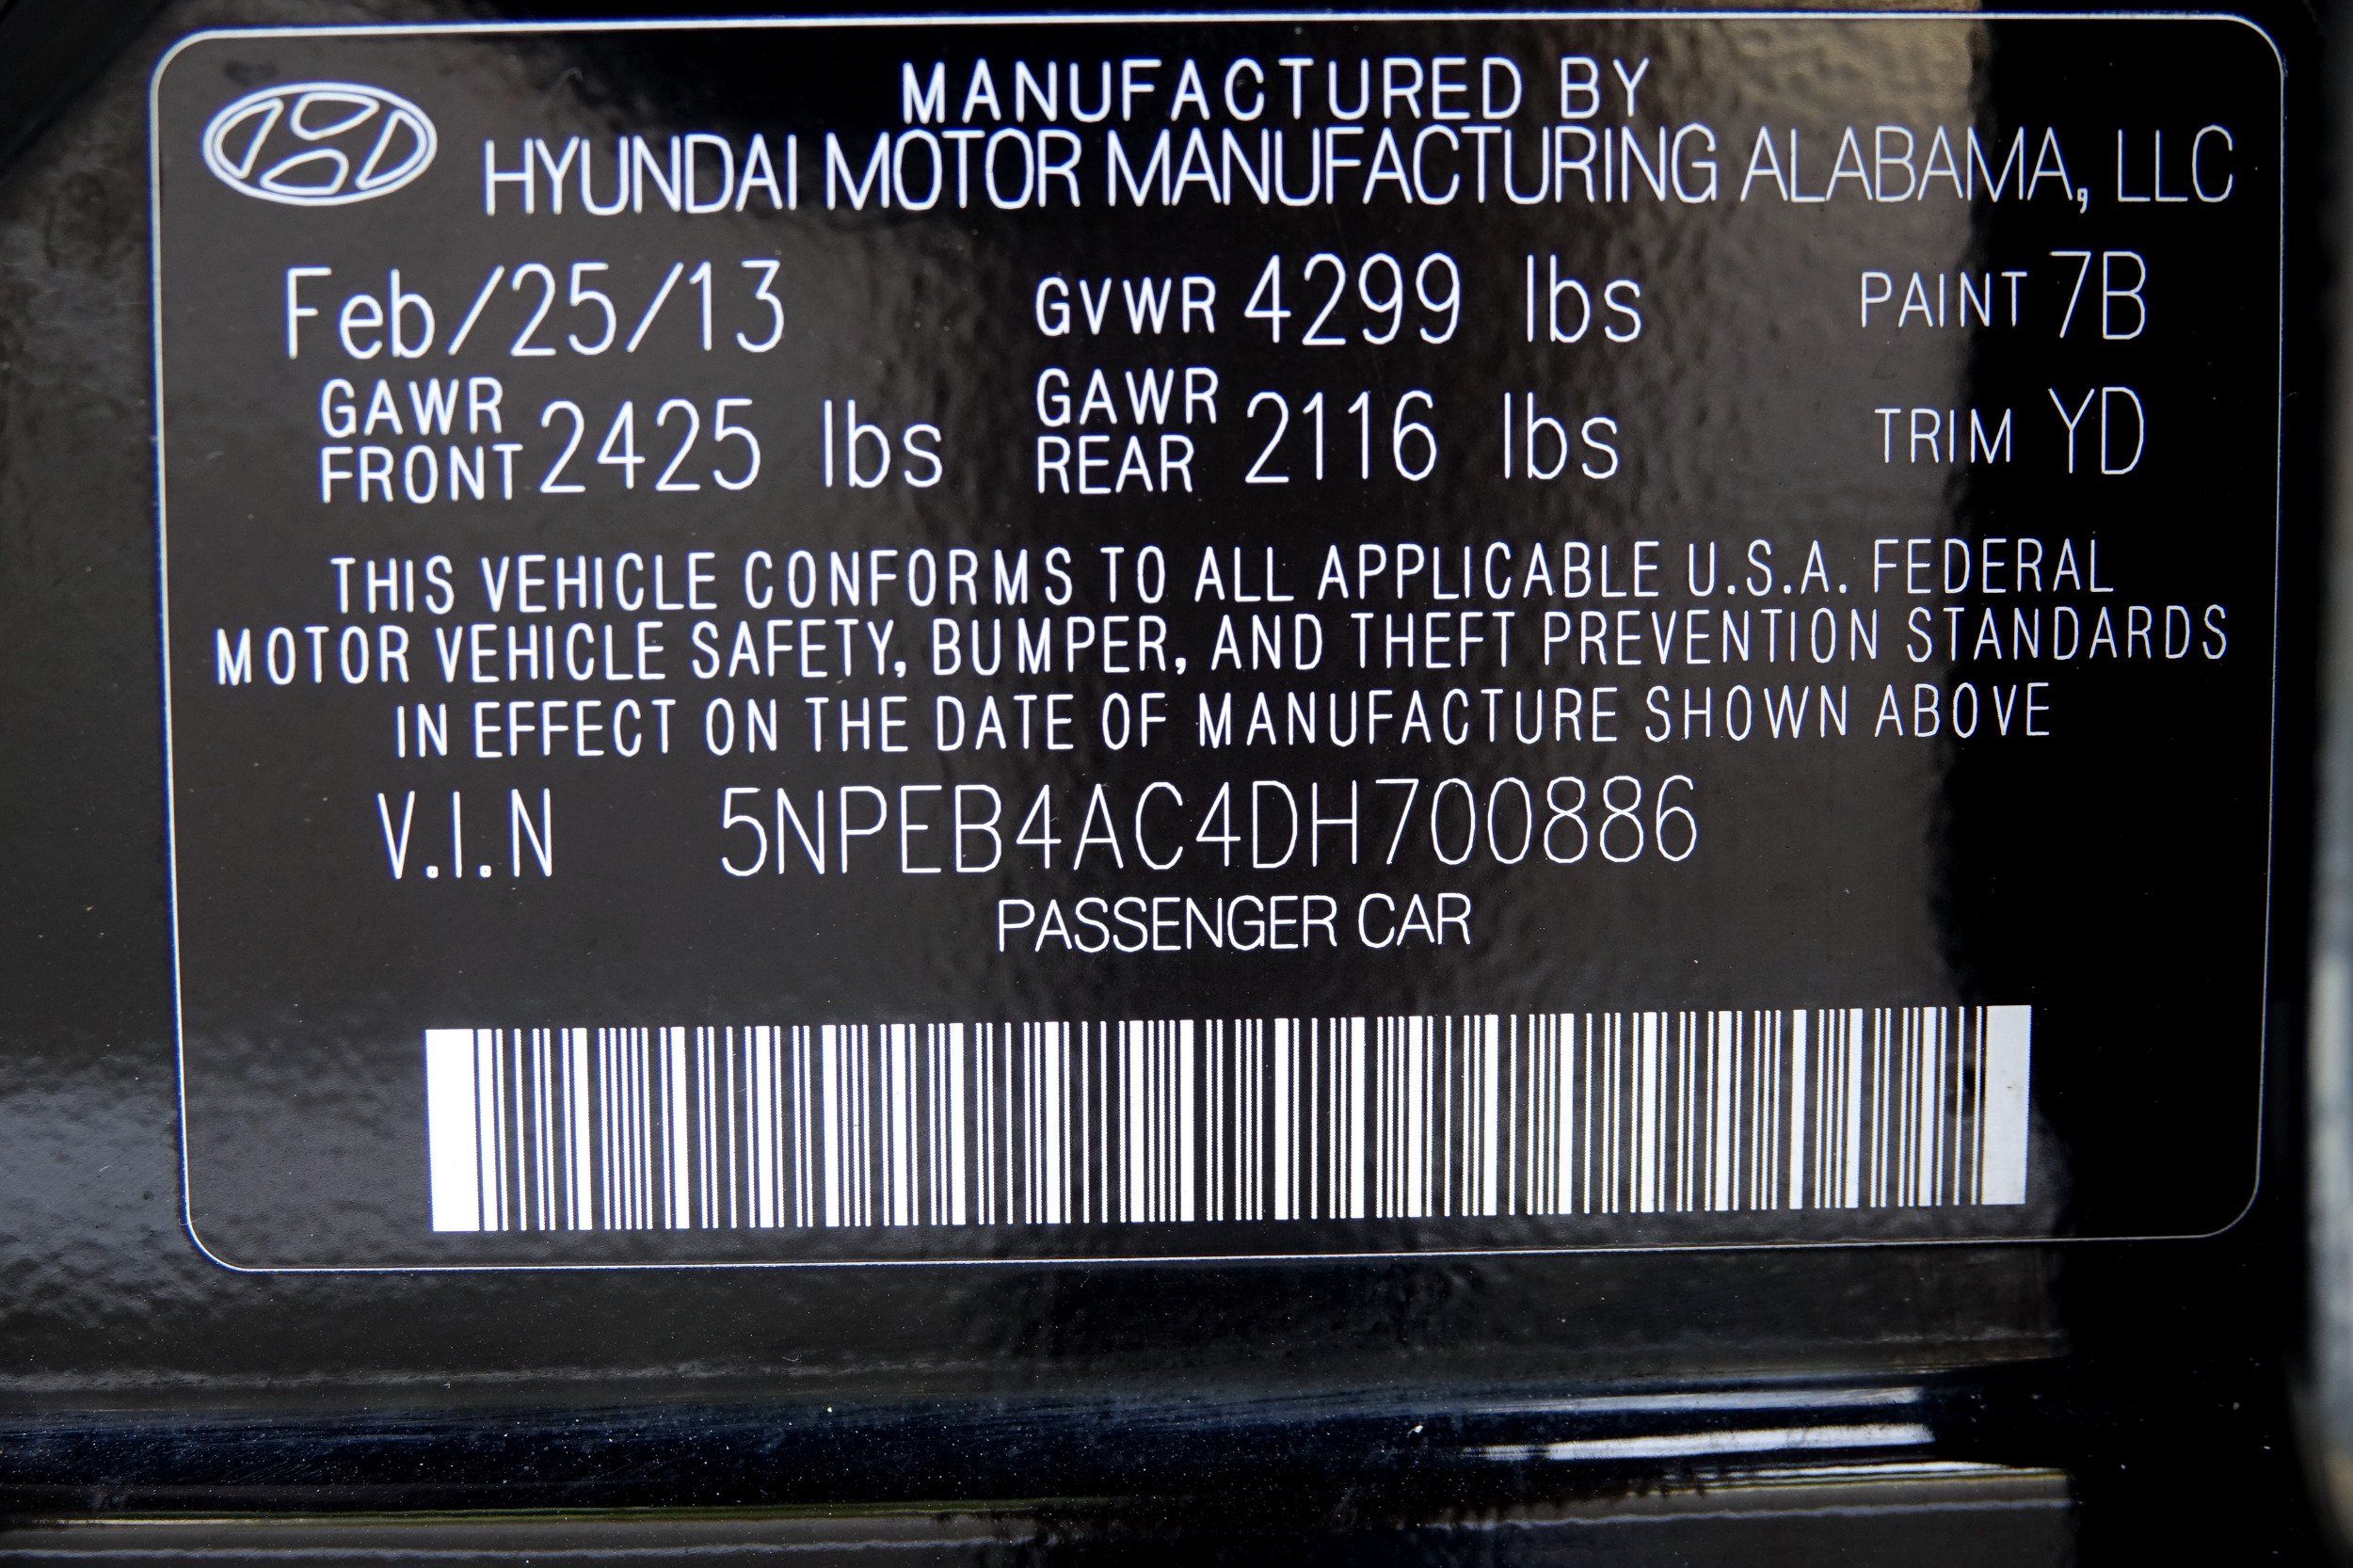 MANUFACTURED BY
HYUNDAI MOTOR MANUFACTURING ALABAMA, LLC
Feb/25/13 GVWR 4299 lbs PAINT 7B
GAWR FRONT 2425 lbs GAWR REAR 2116 lbs TRIM YD
THIS VEHICLE CONFORMS TO ALL APPLICABLE U.S.A. FEDERAL
MOTOR VEHICLE SAFETY, BUMPER, AND THEFT PREVENTION STANDARDS
IN EFFECT ON THE DATE OF MANUFACTURE SHOWN ABOVE
V.I.N 5NPEB4AC4DH700886
PASSENGER CAR